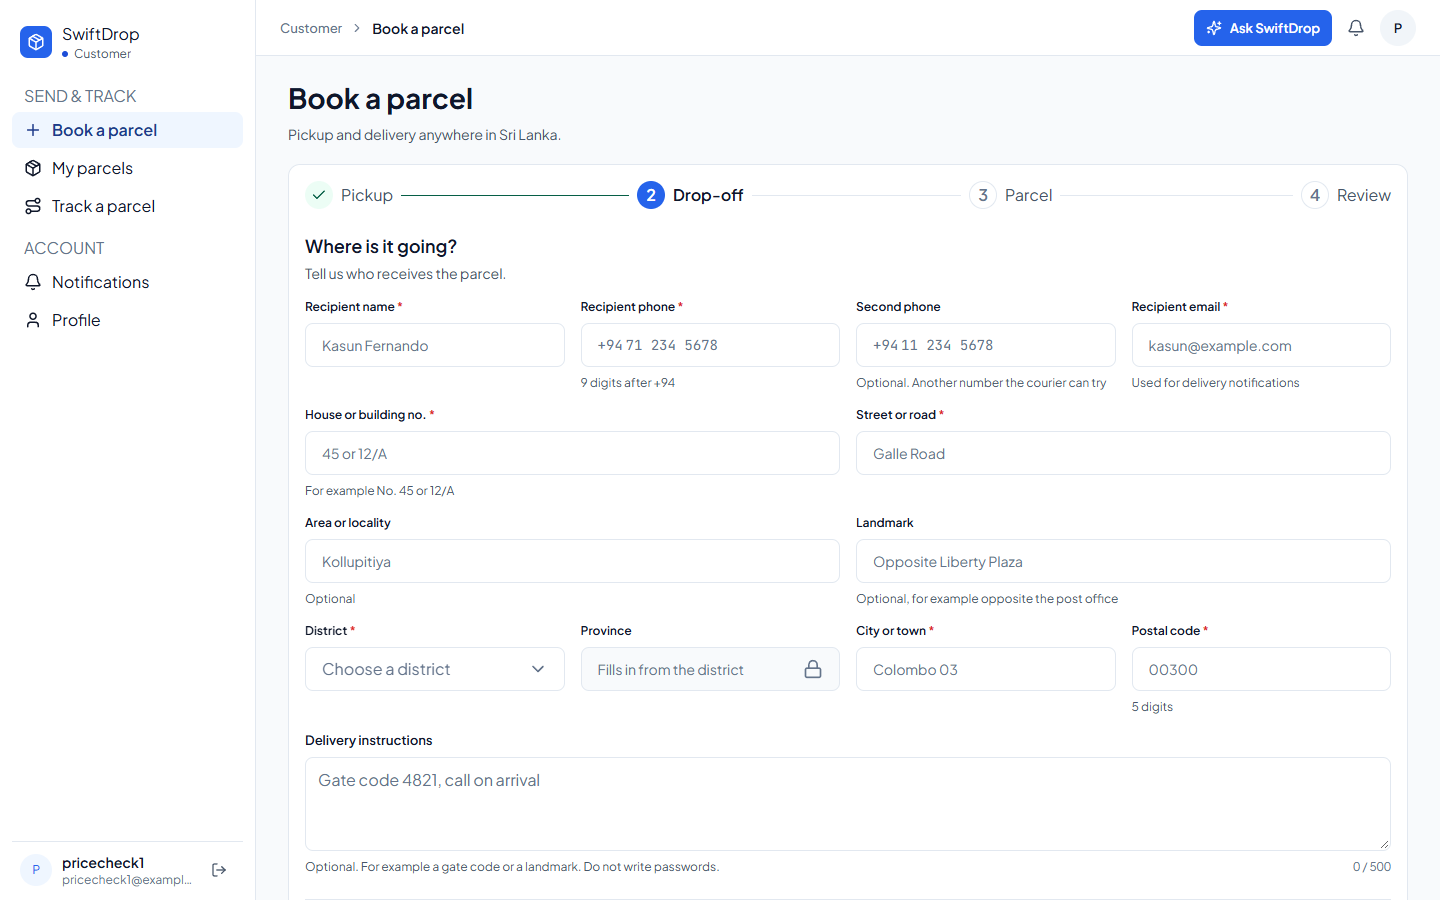 SwiftDrop
Customer
SEND & TRACK
Book a parcel
My parcels
Track a parcel
ACCOUNT
Notifications
Profile
P
pricecheck1
pricecheck1@exampl...
Customer > Book a parcel
Ask SwiftDrop
P
Book a parcel
Pickup and delivery anywhere in Sri Lanka.
Pickup 2 Drop-off 3 Parcel 4 Review
Where is it going?
Tell us who receives the parcel.
Recipient name * Recipient phone * Second phone Recipient email *
Kasun Fernando +94 71 234 5678 +94 11 234 5678 kasun@example.com
9 digits after +94 Optional. Another number the courier can try Used for delivery notifications
House or building no. * Street or road *
45 or 12/A Galle Road
For example No. 45 or 12/A
Area or locality Landmark
Kollupitiya Opposite Liberty Plaza
Optional Optional, for example opposite the post office
District * Province City or town * Postal code *
Choose a district Fills in from the district Colombo 03 00300
5 digits
Delivery instructions
Gate code 4821, call on arrival
Optional. For example a gate code or a landmark. Do not write passwords. 0 / 500